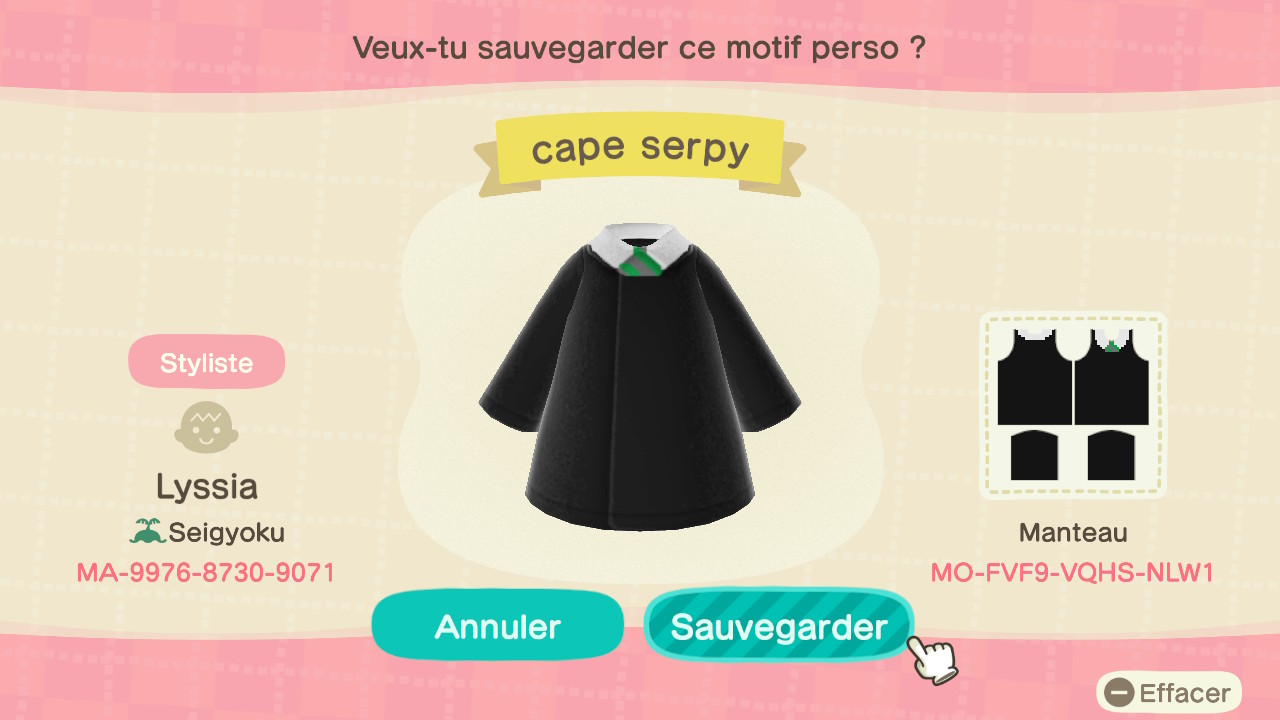 Veux-tu sauvegarder ce motif perso ?
cape serpy
Styliste
Lyssia
Seigyoku
MA-9976-8730-9071
Manteau
MO-FVF9-VQHS-NLW1
Annuler
Sauvegarder
Effacer